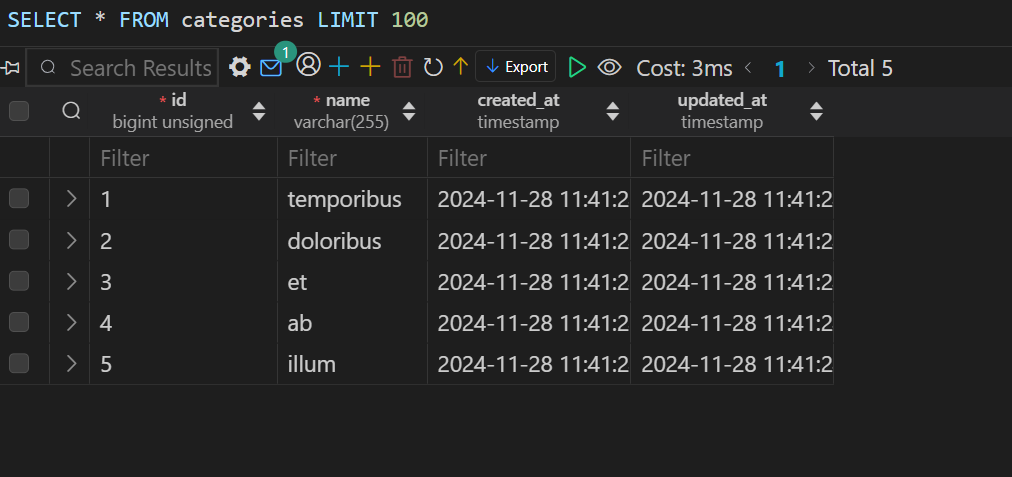 SELECT * FROM categories LIMIT 100
Search Results 1 Export Cost: 3ms 1 Total 5
* id * name created_at updated_at
bigint unsigned varchar(255) timestamp timestamp
Filter Filter Filter Filter
1 temporibus 2024-11-28 11:41:2 2024-11-28 11:41:2
2 doloribus 2024-11-28 11:41:2 2024-11-28 11:41:2
3 et 2024-11-28 11:41:2 2024-11-28 11:41:2
4 ab 2024-11-28 11:41:2 2024-11-28 11:41:2
5 illum 2024-11-28 11:41:2 2024-11-28 11:41:2